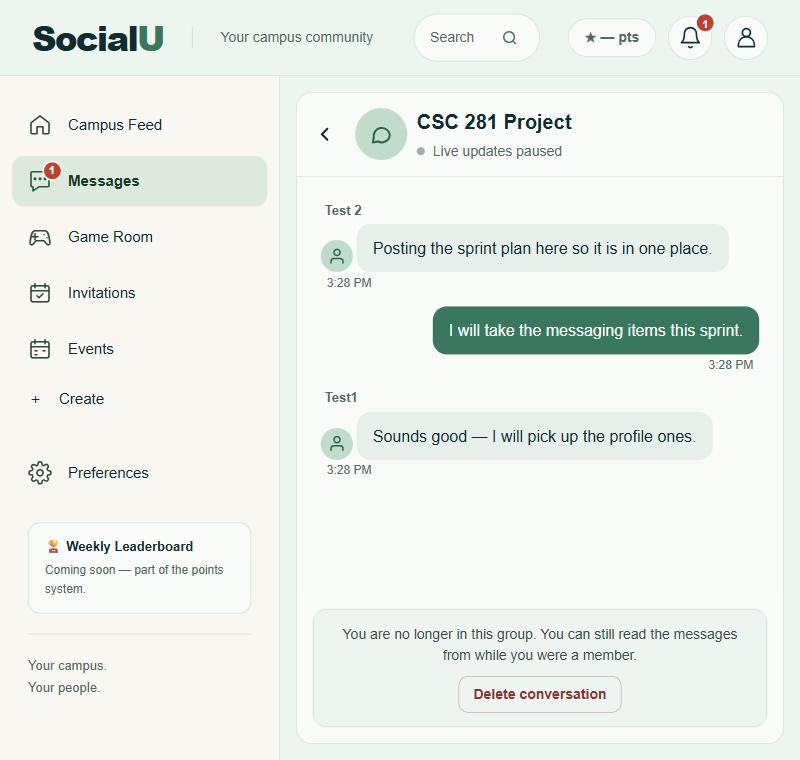 SocialU
Your campus community
Search
★ — pts
1
Campus Feed
1
Messages
Game Room
Invitations
Events
+ Create
Preferences
Weekly Leaderboard
Coming soon — part of the points
system.
Your campus.
Your people.
CSC 281 Project
Live updates paused
Test 2
Posting the sprint plan here so it is in one place.
3:28 PM
I will take the messaging items this sprint.
3:28 PM
Test1
Sounds good — I will pick up the profile ones.
3:28 PM
You are no longer in this group. You can still read the messages
from while you were a member.
Delete conversation